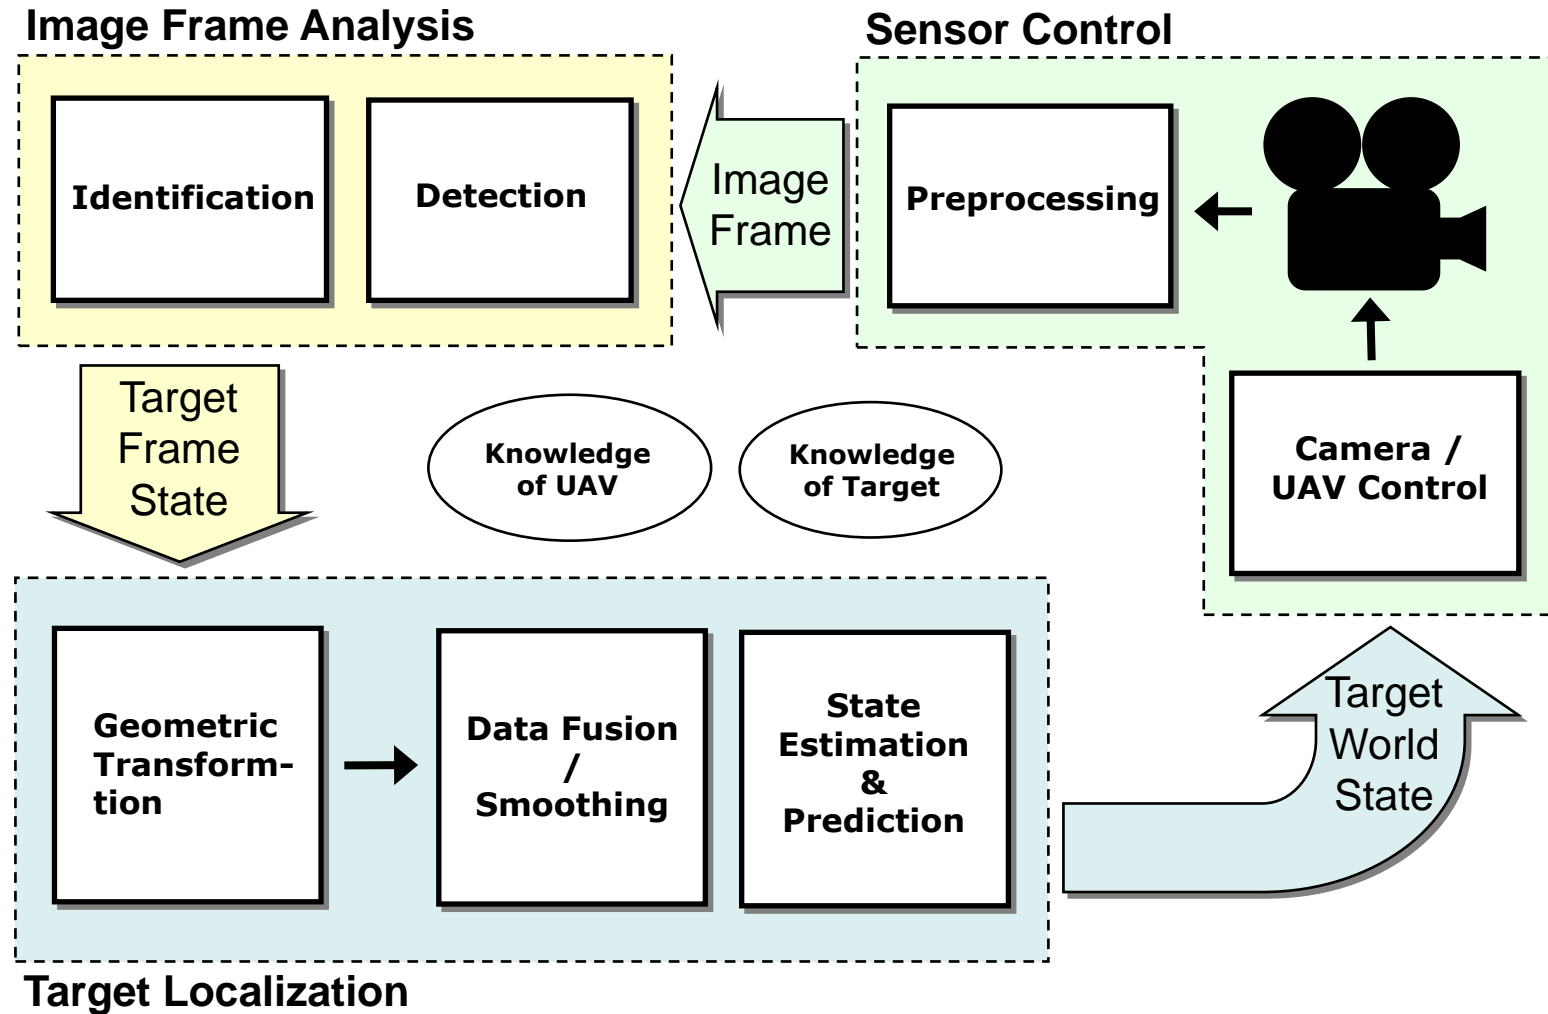 Image Frame Analysis
Sensor Control
Identification
Detection
Image
Frame
Preprocessing
Target
Frame
State
Knowledge
of UAV
Knowledge
of Target
Camera /
UAV Control
Geometric
Transform-
tion
Data Fusion
/
Smoothing
State
Estimation
&
Prediction
Target
World
State
Target Localization